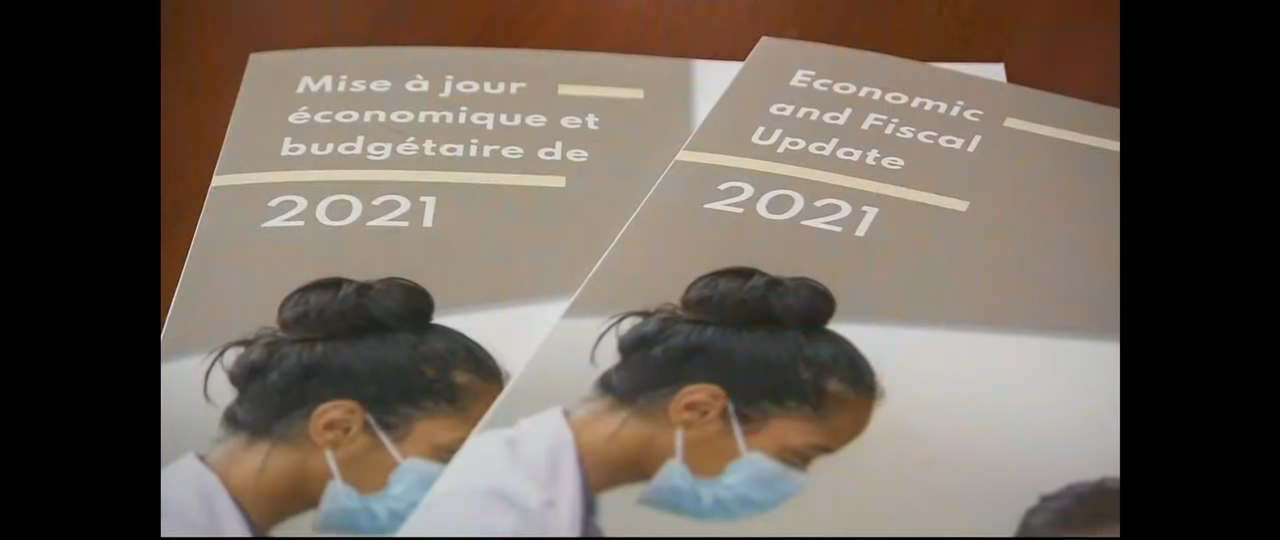 Mise à jour
économique et
budgétaire de
2021
Economic
and Fiscal
Update
2021